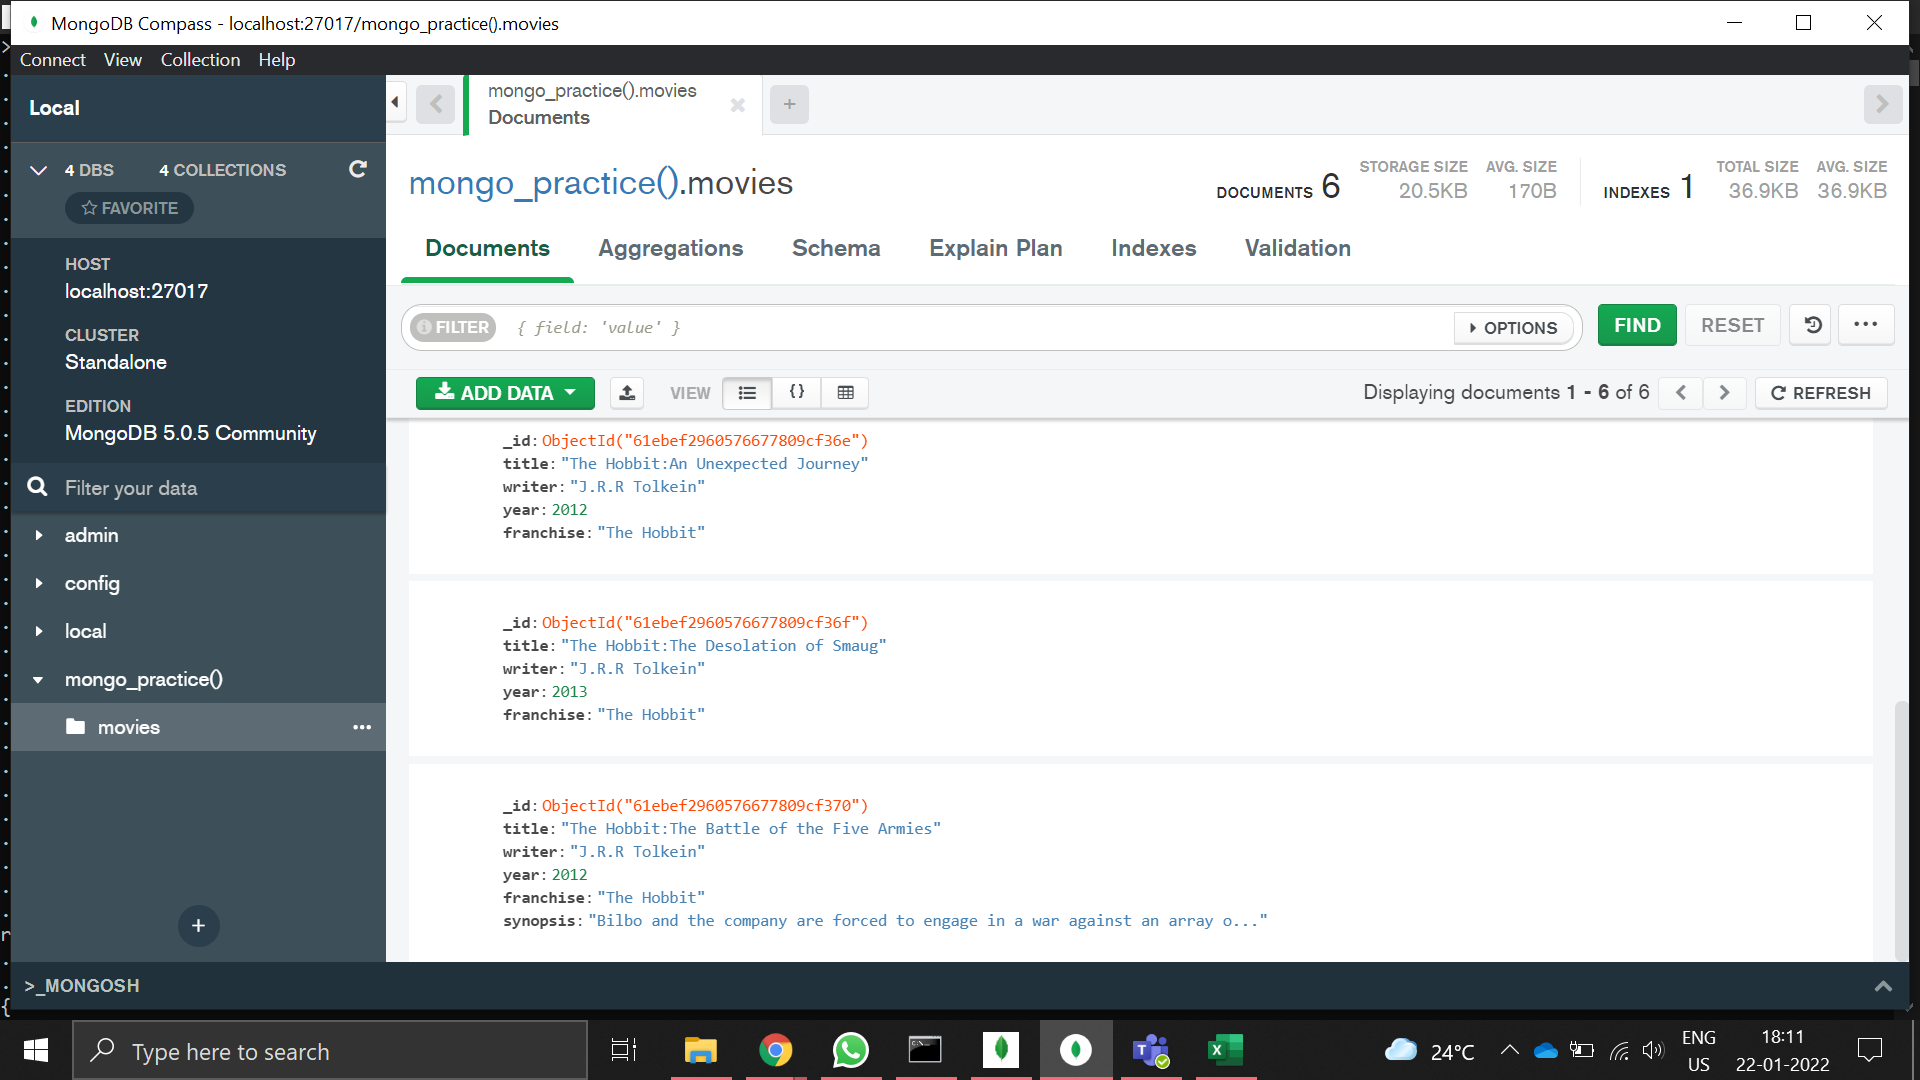 MongoDB Compass - localhost:27017/mongo_practice().movies
Connect View Collection Help
Local
4 DBS 4 COLLECTIONS
FAVORITE
HOST
localhost:27017
CLUSTER
Standalone
EDITION
MongoDB 5.0.5 Community
Filter your data
admin
config
local
mongo_practice()
movies
>_MONGOSH
mongo_practice().movies
Documents
mongo_practice().movies
DOCUMENTS 6
STORAGE SIZE
20.5KB
AVG. SIZE
170B
INDEXES 1
TOTAL SIZE
36.9KB
AVG. SIZE
36.9KB
Documents Aggregations Schema Explain Plan Indexes Validation
FILTER { field: 'value' } OPTIONS FIND RESET
ADD DATA VIEW {} Displaying documents 1 - 6 of 6 REFRESH
_id: ObjectId("61ebef2960576677809cf36e")
title: "The Hobbit:An Unexpected Journey"
writer: "J.R.R Tolkein"
year: 2012
franchise: "The Hobbit"
_id: ObjectId("61ebef2960576677809cf36f")
title: "The Hobbit:The Desolation of Smaug"
writer: "J.R.R Tolkein"
year: 2013
franchise: "The Hobbit"
_id: ObjectId("61ebef2960576677809cf370")
title: "The Hobbit:The Battle of the Five Armies"
writer: "J.R.R Tolkein"
year: 2012
franchise: "The Hobbit"
synopsis: "Bilbo and the company are forced to engage in a war against an array o..."
Type here to search
24°C
ENG
US
18:11
22-01-2022